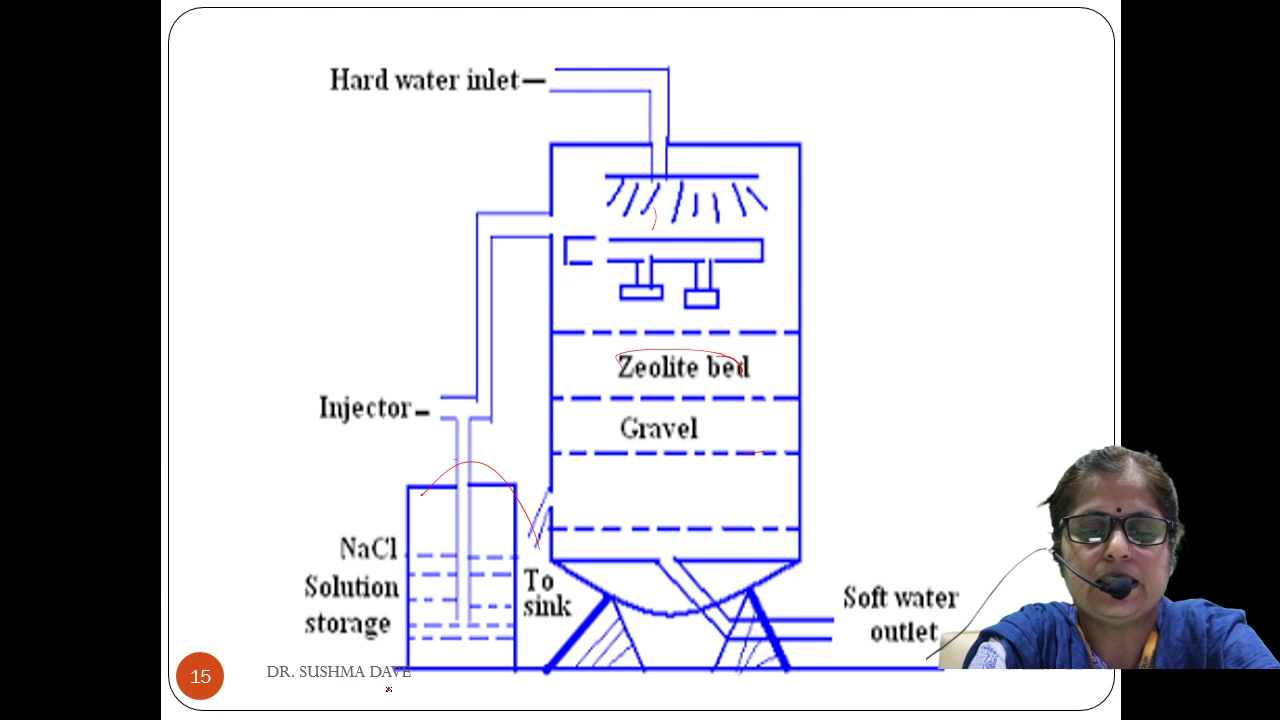 Hard water inlet
Zeolite bed
Injector
Gravel
NaCl
Solution
storage
To
sink
Soft water
outlet
15
DR. SUSHMA DAVE